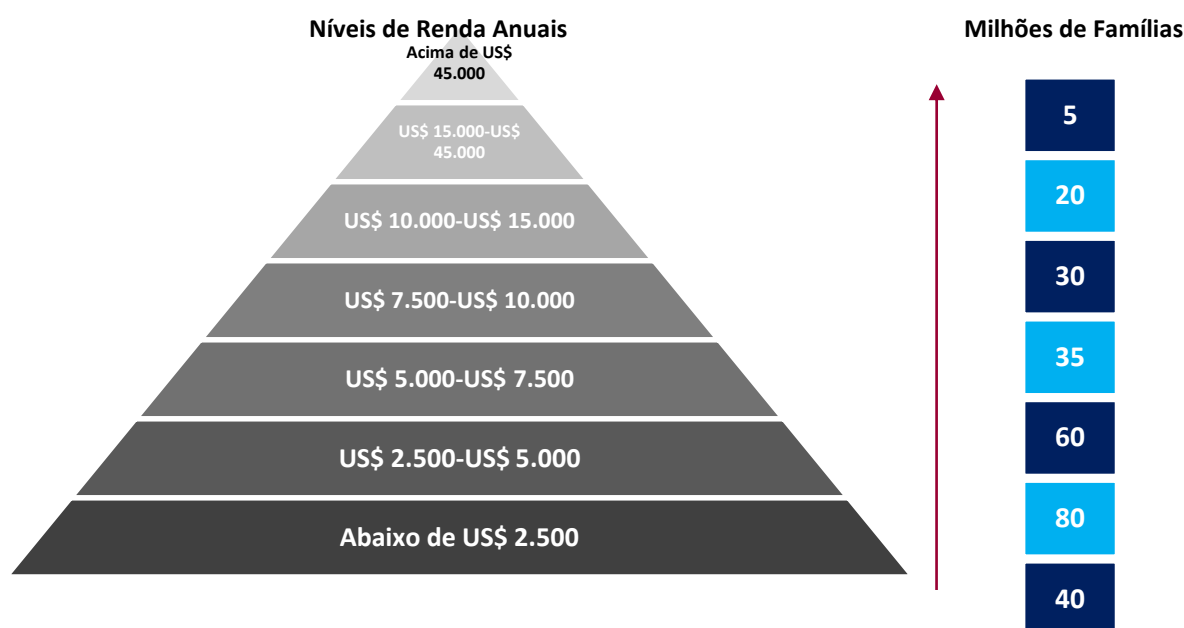 Níveis de Renda Anuais
Milhões de Famílias
Acima de US$
45.000
5
US$ 15.000-US$
45.000
20
US$ 10.000-US$ 15.000
30
US$ 7.500-US$ 10.000
35
US$ 5.000-US$ 7.500
60
US$ 2.500-US$ 5.000
80
Abaixo de US$ 2.500
40